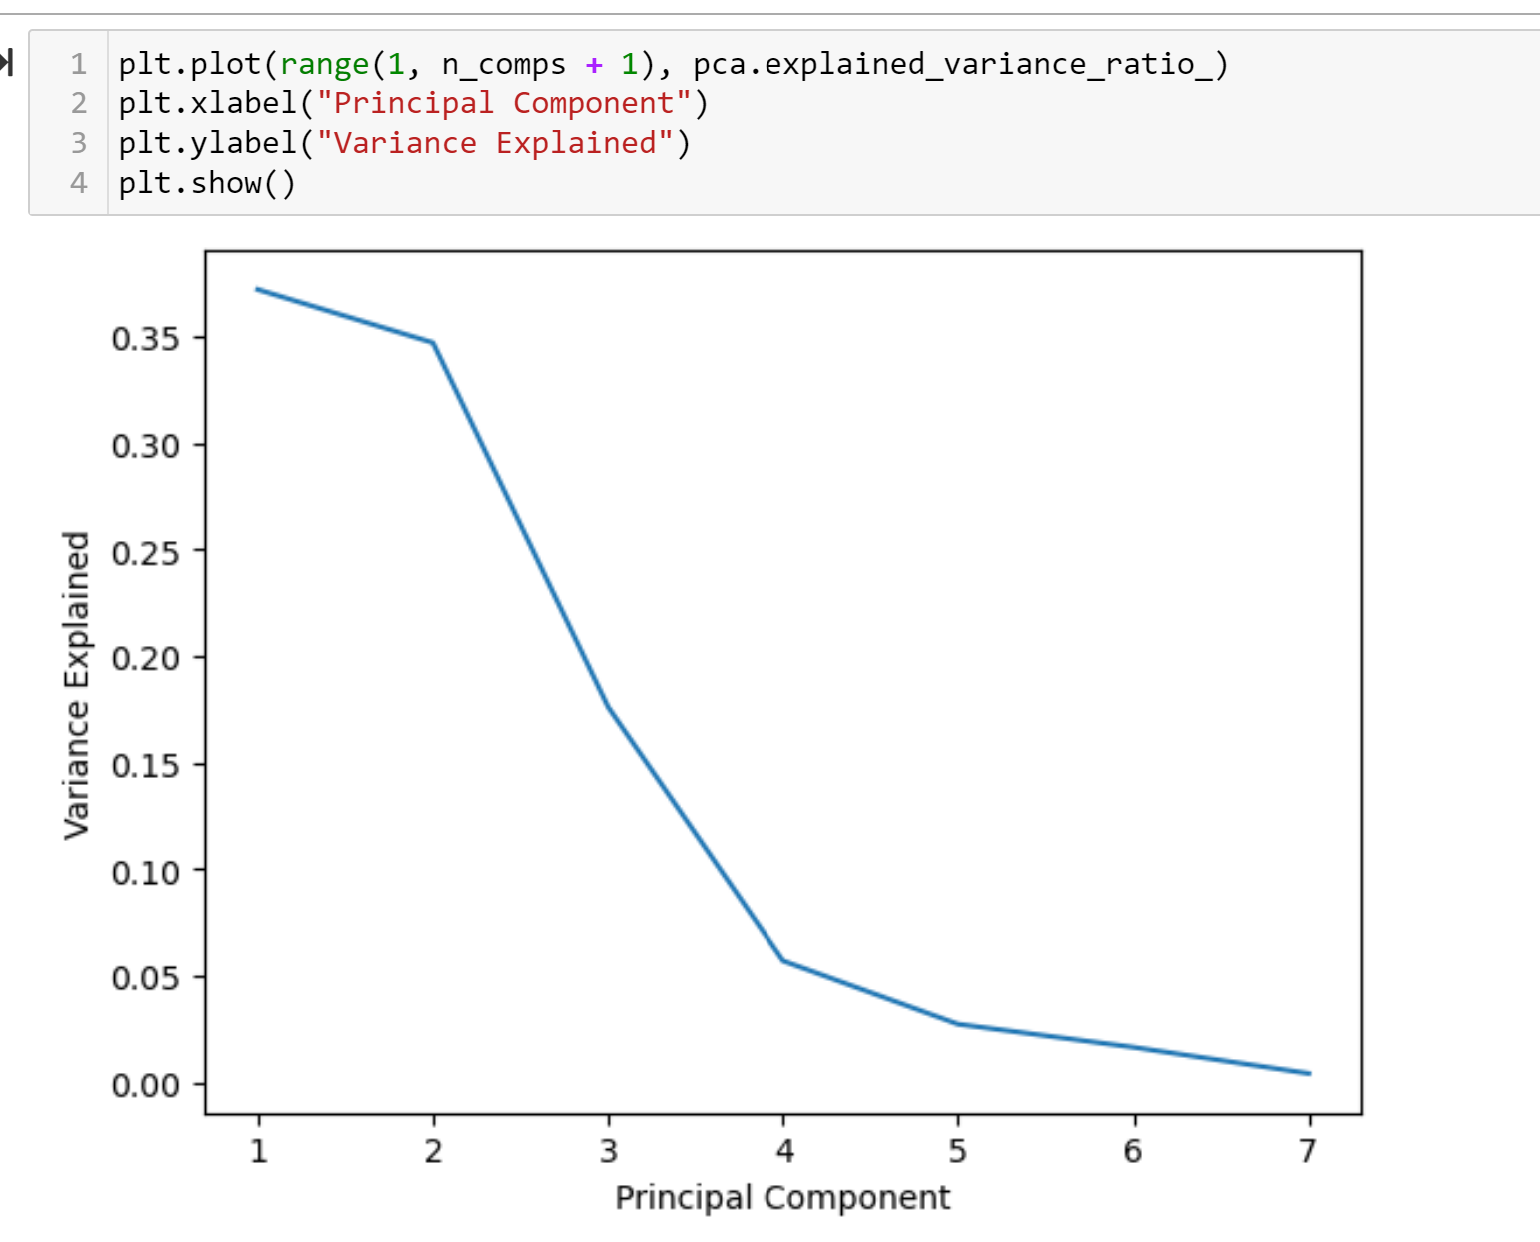 1 plt.plot(range(1, n_comps + 1), pca.explained_variance_ratio_)
2 plt.xlabel("Principal Component")
3 plt.ylabel("Variance Explained")
4 plt.show()
0.35
0.30
0.25
0.20
0.15
0.10
0.05
0.00
Variance Explained
1 2 3 4 5 6 7
Principal Component